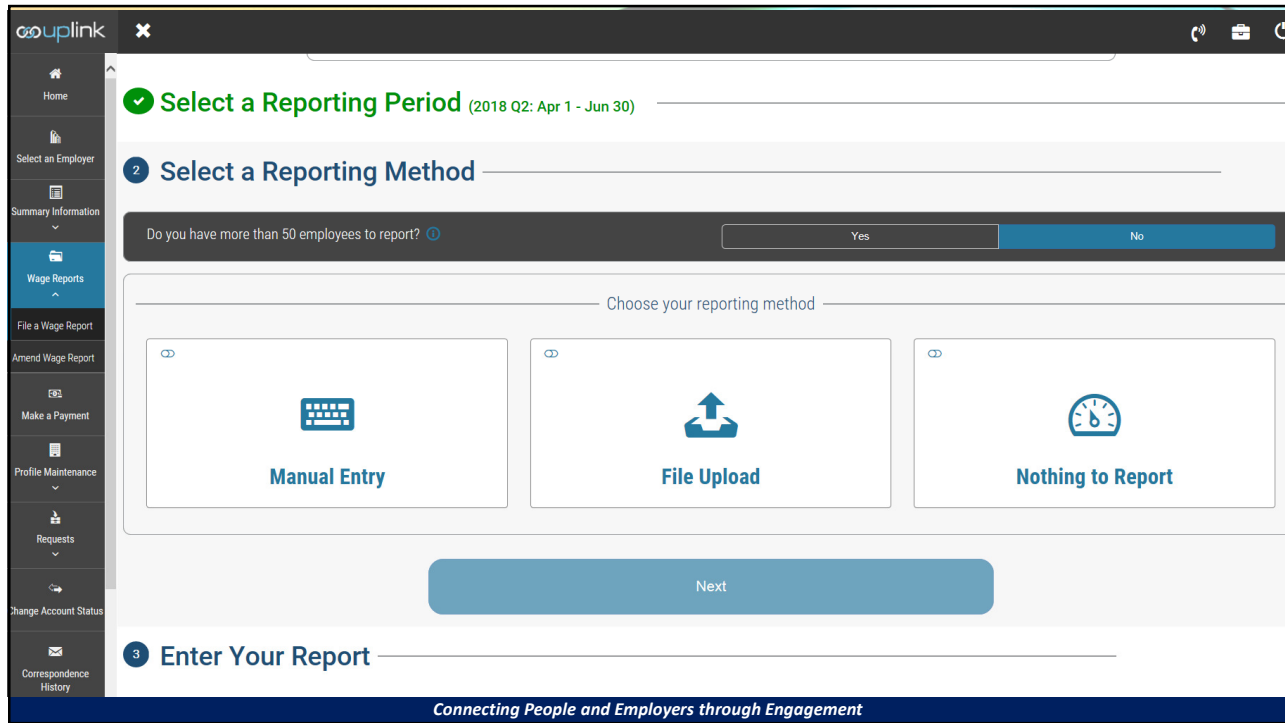 uplink
Home
Select an Employer
Summary Information
Wage Reports
File a Wage Report
Amend Wage Report
Make a Payment
Profile Maintenance
Requests
Change Account Status
Correspondence
History
Select a Reporting Period (2018 Q2: Apr 1 - Jun 30)
2 Select a Reporting Method
Do you have more than 50 employees to report?
Yes
No
Choose your reporting method
Manual Entry
File Upload
Nothing to Report
Next
3 Enter Your Report
Connecting People and Employers through Engagement